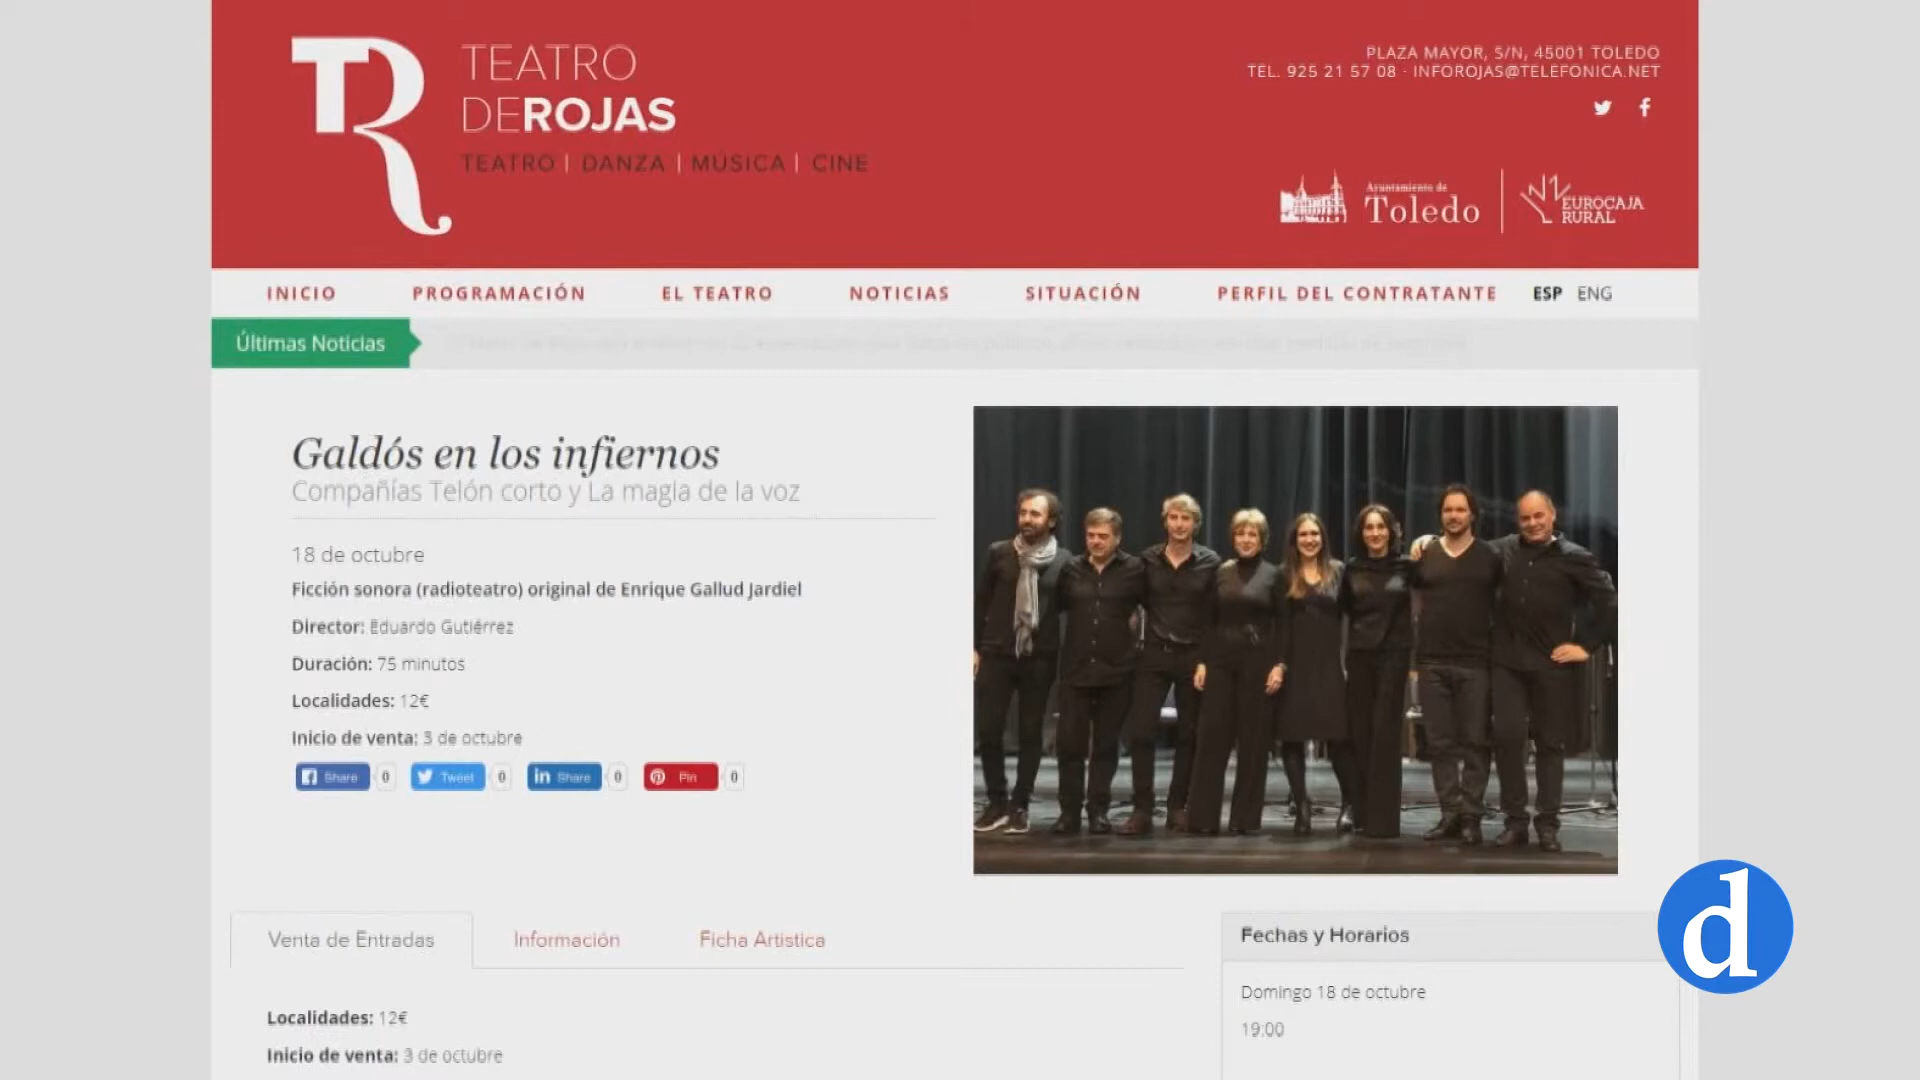 TR
TEATRO
DEROJAS
TEATRO | DANZA | MÚSICA | CINE
PLAZA MAYOR, S/N, 45001 TOLEDO
TEL. 925 21 57 08 · INFOROJAS@TELEFONICA.NET
Ayuntamiento de
Toledo
EUROCAJA
RURAL
INICIO PROGRAMACIÓN EL TEATRO NOTICIAS SITUACIÓN PERFIL DEL CONTRATANTE ESP ENG
Últimas Noticias
Galdós en los infiernos
Compañías Telón corto y La magia de la voz
18 de octubre
Ficción sonora (radioteatro) original de Enrique Gallud Jardiel
Director: Eduardo Gutiérrez
Duración: 75 minutos
Localidades: 12€
Inicio de venta: 3 de octubre
Share 0 Tweet 0 in Share 0 Pin 0
Venta de Entradas Información Ficha Artistica
Localidades: 12€
Inicio de venta: 3 de octubre
Fechas y Horarios
Domingo 18 de octubre
19:00
d